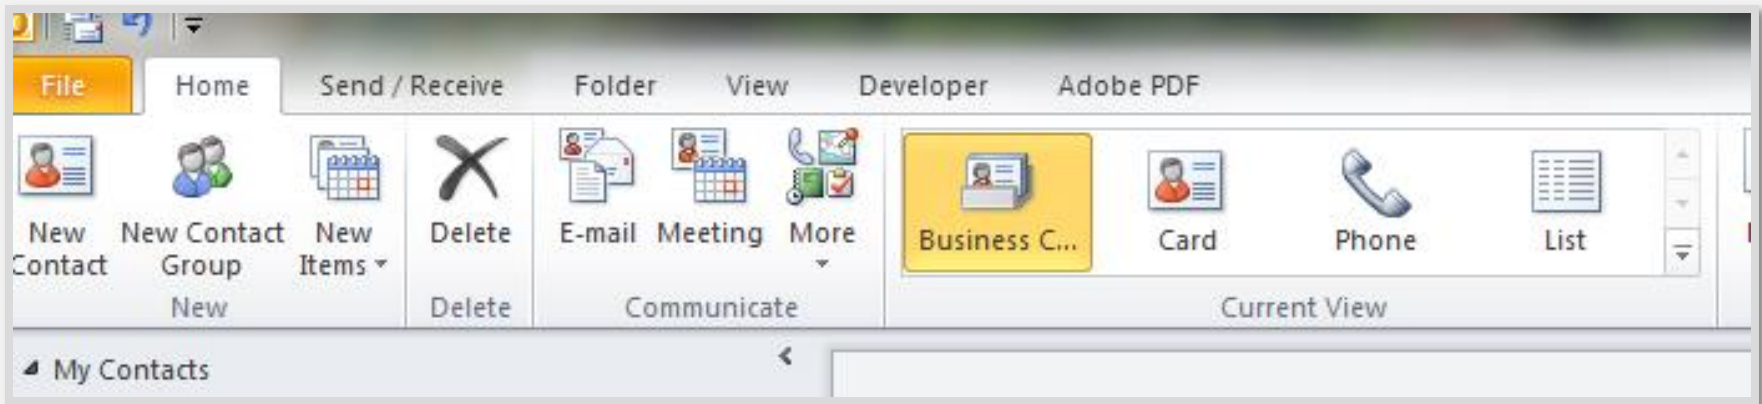 File Home Send / Receive Folder View Developer Adobe PDF
New Contact
New Contact Group
New Items
Delete
E-mail
Meeting
More
Business C...
Card
Phone
List
New Delete Communicate Current View
My Contacts